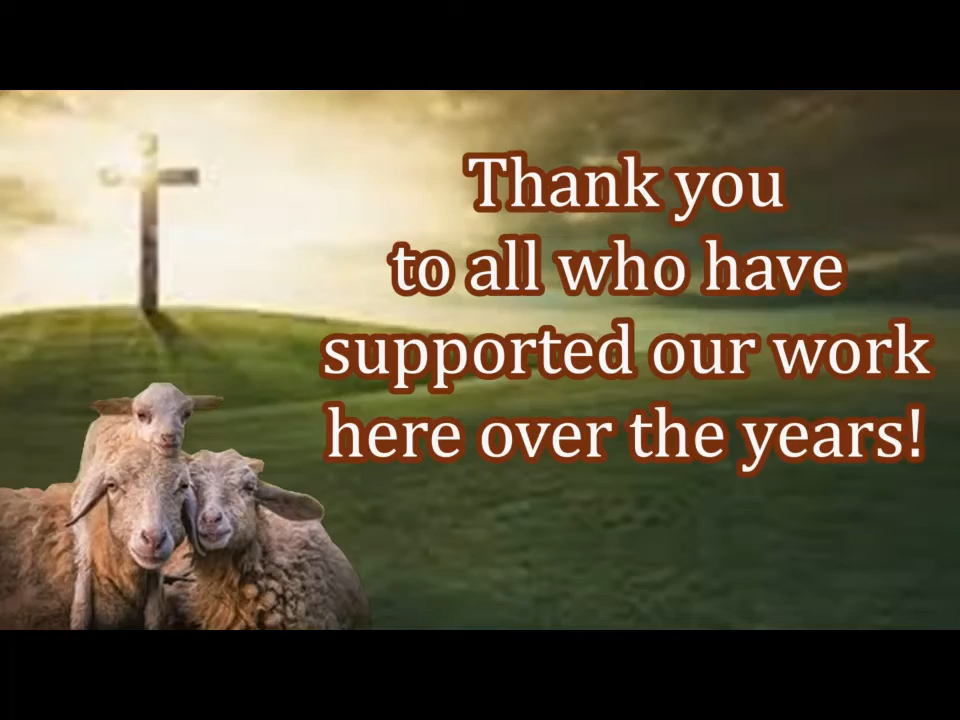 Thank you
to all who have
supported our work
here over the years!